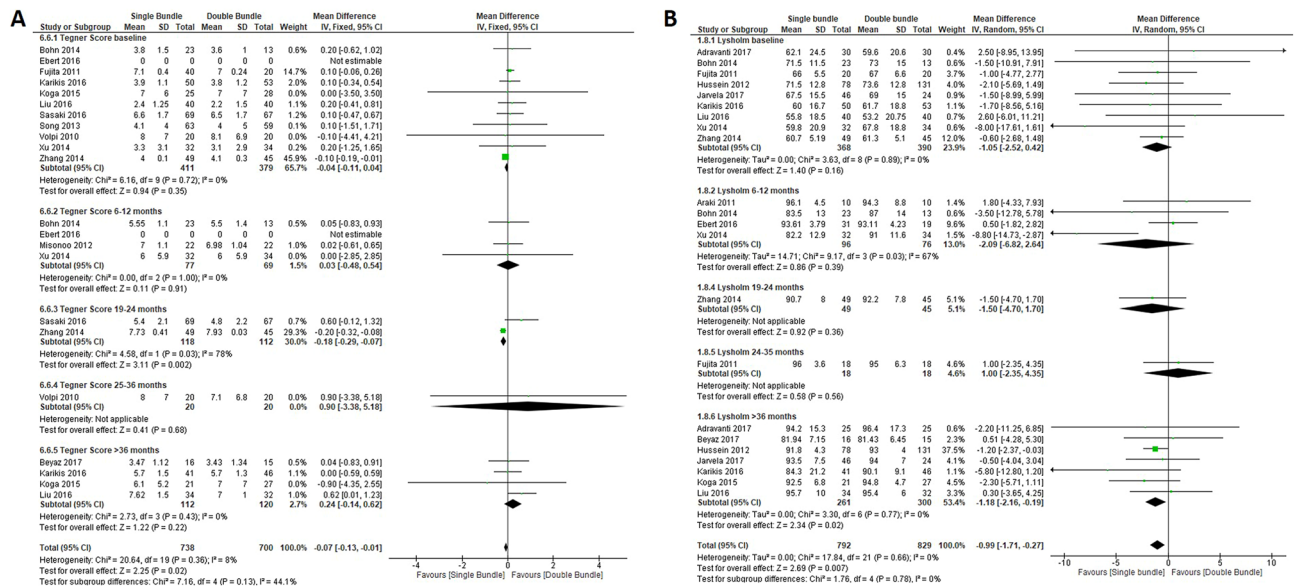 A
Single Bundle Double Bundle Mean Difference Mean Difference
Study or Subgroup Mean SD Total Mean SD Total Weight IV, Fixed, 95% CI IV, Fixed, 95% CI
6.6.1 Tegner Score baseline
Bohn 2014 3.8 1.5 23 3.6 1 13 0.6% 0.20 [-0.62, 1.02]
Ebert 2016 0 0 0 0 0 0 Not estimable
Fujita 2011 7.1 0.4 40 7 0.24 20 14.7% 0.10 [-0.06, 0.26]
Karikis 2016 3.9 1.1 50 3.8 1.2 53 1.9% 0.10 [-0.34, 0.54]
Koga 2015 7 6 25 7 7 28 0.0% 0.00 [-3.50, 3.50]
Liu 2016 2.4 1.25 40 2.2 1.5 40 1.0% 0.20 [-0.41, 0.81]
Sasaki 2016 6.6 1.7 69 6.5 1.7 67 1.1% 0.10 [-0.47, 0.67]
Song 2013 4.1 4 63 4 5 59 0.1% 0.10 [-1.51, 1.71]
Volpi 2010 8 7 20 8.1 6.9 20 0.0% -0.10 [-4.41, 4.21]
Xu 2014 3.3 3.1 32 3.1 2.9 34 0.2% 0.20 [-1.25, 1.65]
Zhang 2014 4 0.1 49 4.1 0.3 45 45.9% -0.10 [-0.19, -0.01]
Subtotal (95% CI) 411 379 65.7% -0.04 [-0.11, 0.04]
Heterogeneity: Chi² = 6.16, df = 9 (P = 0.72); I² = 0%
Test for overall effect: Z = 0.94 (P = 0.35)
6.6.2 Tegner Score 6-12 months
Bohn 2014 5.55 1.1 23 5.5 1.4 13 0.5% 0.05 [-0.83, 0.93]
Ebert 2016 0 0 0 0 0 0 Not estimable
Misonoo 2012 7 1.1 22 6.98 1.04 22 0.9% 0.02 [-0.61, 0.65]
Xu 2014 6 5.9 32 6 5.9 34 0.1% 0.00 [-2.85, 2.85]
Subtotal (95% CI) 77 69 1.5% 0.03 [-0.48, 0.54]
Heterogeneity: Chi² = 0.00, df = 2 (P = 1.00); I² = 0%
Test for overall effect: Z = 0.11 (P = 0.91)
6.6.3 Tegner Score 19-24 months
Sasaki 2016 5.4 2.1 69 4.8 2.2 67 0.7% 0.60 [-0.12, 1.32]
Zhang 2014 7.73 0.41 49 7.93 0.03 45 29.3% -0.20 [-0.32, -0.08]
Subtotal (95% CI) 118 112 30.0% -0.18 [-0.29, -0.07]
Heterogeneity: Chi² = 4.58, df = 1 (P = 0.03); I² = 78%
Test for overall effect: Z = 3.11 (P = 0.002)
6.6.4 Tegner Score 25-36 months
Volpi 2010 8 7 20 7.1 6.8 20 0.0% 0.90 [-3.38, 5.18]
Subtotal (95% CI) 20 20 0.0% 0.90 [-3.38, 5.18]
Heterogeneity: Not applicable
Test for overall effect: Z = 0.41 (P = 0.68)
6.6.5 Tegner Score >36 months
Beyaz 2017 3.47 1.12 16 3.43 1.34 15 0.5% 0.04 [-0.83, 0.91]
Karikis 2016 5.7 1.5 41 5.7 1.3 46 1.0% 0.00 [-0.59, 0.59]
Koga 2015 6.1 5.2 21 7 7 27 0.0% -0.90 [-4.35, 2.55]
Liu 2016 7.62 1.5 34 7 1 32 0.9% 0.62 [0.01, 1.23]
Subtotal (95% CI) 112 120 2.8% 0.24 [-0.14, 0.62]
Heterogeneity: Chi² = 2.73, df = 3 (P = 0.43); I² = 0%
Test for overall effect: Z = 1.22 (P = 0.22)
Total (95% CI) 738 700 100.0% -0.07 [-0.13, -0.01]
Heterogeneity: Chi² = 20.64, df = 19 (P = 0.36); I² = 8%
Test for overall effect: Z = 2.25 (P = 0.02)
Test for subgroup differences: Chi² = 7.16, df = 4 (P = 0.13), I² = 44.1%
-4 -2 0 2 4
Favours [Single Bundle] Favours [Double Bundle]
B
Single bundle Double bundle Mean Difference Mean Difference
Study or Subgroup Mean SD Total Mean SD Total Weight IV, Random, 95% CI IV, Random, 95% CI
1.8.1 Lysholm baseline
Adravanti 2017 62.1 24.5 30 59.6 20.6 30 0.4% 2.50 [-8.95, 13.95]
Bohn 2014 71.5 11.5 23 73 15 13 0.6% -1.50 [-10.91, 7.91]
Fujita 2011 66 5.5 20 67 6.6 20 3.6% -1.00 [-4.77, 2.77]
Hussein 2012 71.5 12.8 78 73.6 12.8 131 4.0% -2.10 [-5.69, 1.49]
Jarvela 2017 67.5 15.5 46 69 15 24 0.9% -1.50 [-8.99, 5.99]
Karikis 2016 60 16.7 50 61.7 18.8 53 1.1% -1.70 [-8.56, 5.16]
Liu 2016 55.8 18.5 40 53.2 20.75 40 0.7% 2.60 [-6.01, 11.21]
Xu 2014 59.8 20.9 32 67.8 18.8 34 0.6% -8.00 [-17.61, 1.61]
Zhang 2014 60.7 5.19 49 61.3 5.1 45 11.9% -0.60 [-2.68, 1.48]
Subtotal (95% CI) 368 390 23.9% -1.05 [-2.52, 0.42]
Heterogeneity: Tau² = 0.00; Chi² = 3.63, df = 8 (P = 0.89); I² = 0%
Test for overall effect: Z = 1.40 (P = 0.16)
1.8.2 Lysholm 6-12 months
Araki 2011 96.1 4.5 10 94.3 8.8 10 1.4% 1.80 [-4.33, 7.93]
Bohn 2014 83.5 13 23 87 14 13 0.6% -3.50 [-12.78, 5.78]
Ebert 2016 93.61 3.79 31 93.11 4.23 19 9.6% 0.50 [-1.82, 2.82]
Xu 2014 82.2 12.9 32 91 11.6 34 1.5% -8.80 [-14.73, -2.87]
Subtotal (95% CI) 96 76 13.0% -2.09 [-6.82, 2.64]
Heterogeneity: Tau² = 14.71; Chi² = 9.17, df = 3 (P = 0.03); I² = 67%
Test for overall effect: Z = 0.86 (P = 0.39)
1.8.4 Lysholm 19-24 months
Zhang 2014 90.7 8 49 92.2 7.8 45 5.1% -1.50 [-4.70, 1.70]
Subtotal (95% CI) 49 45 5.1% -1.50 [-4.70, 1.70]
Heterogeneity: Not applicable
Test for overall effect: Z = 0.92 (P = 0.36)
1.8.5 Lysholm 24-35 months
Fujita 2011 96 3.6 18 95 6.3 18 4.6% 1.00 [-2.35, 4.35]
Subtotal (95% CI) 18 18 4.6% 1.00 [-2.35, 4.35]
Heterogeneity: Not applicable
Test for overall effect: Z = 0.58 (P = 0.56)
1.8.6 Lysholm >36 months
Adravanti 2017 94.2 15.3 25 96.4 17.3 25 0.6% -2.20 [-11.25, 6.85]
Beyaz 2017 81.94 7.15 16 81.43 6.45 15 2.3% 0.51 [-4.28, 5.30]
Hussein 2012 91.8 4.3 78 93 4 131 37.2% -1.20 [-2.37, -0.03]
Jarvela 2017 93.5 7.5 46 94 7 24 4.1% -0.50 [-4.04, 3.04]
Karikis 2016 84.3 21.2 41 90.1 9.1 46 1.1% -5.80 [-12.80, 1.20]
Koga 2015 92.5 6.8 21 94.8 4.7 27 4.5% -2.30 [-5.71, 1.11]
Liu 2016 95.7 10 34 95.4 6 32 3.3% 0.30 [-3.65, 4.25]
Subtotal (95% CI) 261 300 53.4% -1.18 [-2.16, -0.19]
Heterogeneity: Tau² = 0.00; Chi² = 3.30, df = 6 (P = 0.77); I² = 0%
Test for overall effect: Z = 2.34 (P = 0.02)
Total (95% CI) 792 829 100.0% -0.99 [-1.71, -0.27]
Heterogeneity: Tau² = 0.00; Chi² = 17.84, df = 21 (P = 0.66); I² = 0%
Test for overall effect: Z = 2.69 (P = 0.007)
Test for subgroup differences: Chi² = 1.76, df = 4 (P = 0.78), I² = 0%
-10 -5 0 5 10
Favours [Single Bundle] Favours [Double Bundle]